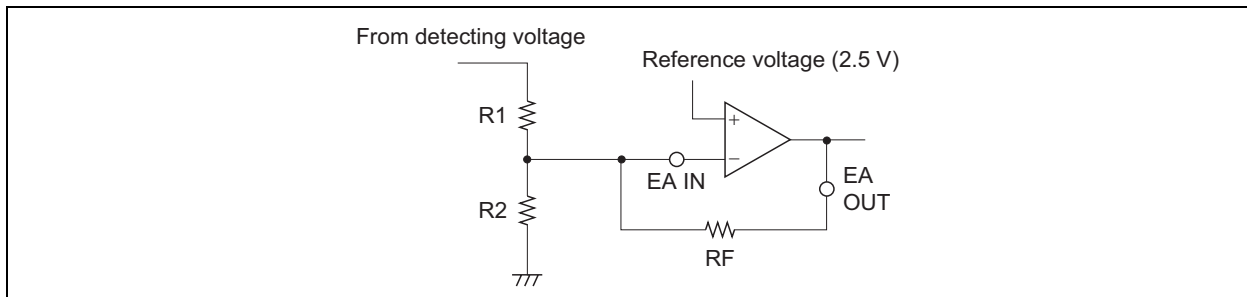 From detecting voltage
Reference voltage (2.5 V)
R1
+
−
EA IN
EA
OUT
R2
RF